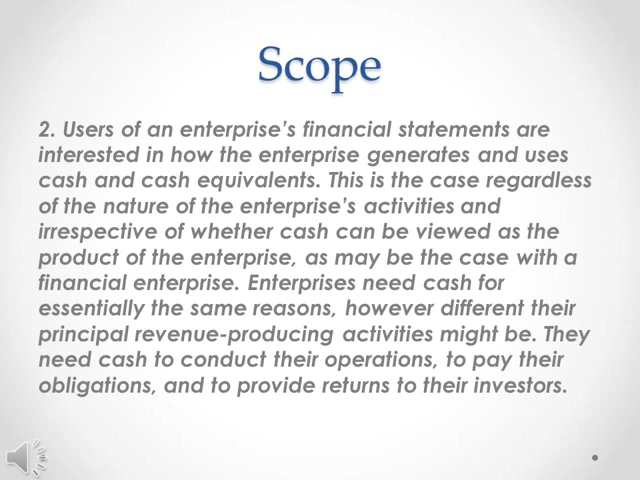 Scope
2. Users of an enterprise’s financial statements are
interested in how the enterprise generates and uses
cash and cash equivalents. This is the case regardless
of the nature of the enterprise’s activities and
irrespective of whether cash can be viewed as the
product of the enterprise, as may be the case with a
financial enterprise. Enterprises need cash for
essentially the same reasons, however different their
principal revenue-producing activities might be. They
need cash to conduct their operations, to pay their
obligations, and to provide returns to their investors.